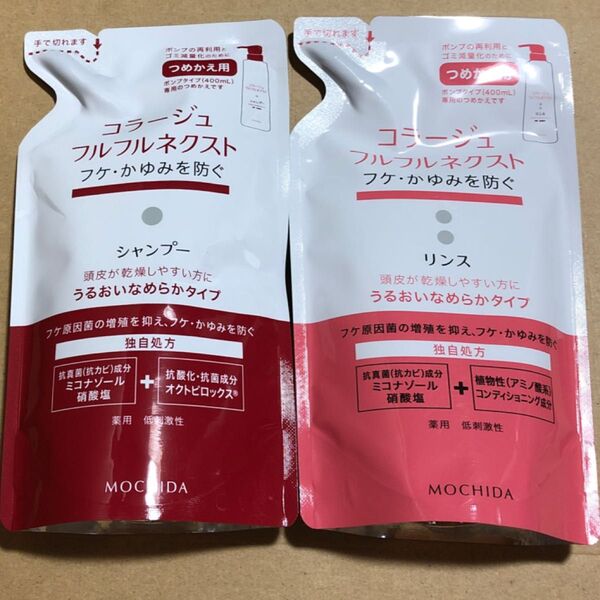 手で切れます
ポンプの再利用と
ゴミ減量化のために
つめかえ用
ポンプタイプ(400mL)
専用のつめかえです
コラージュ
フルフルネクスト
フケ・かゆみを防ぐ
シャンプー
頭皮が乾燥しやすい方に
うるおいなめらかタイプ
フケ原因菌の増殖を抑え、フケ・かゆみを防ぐ
独自処方
抗真菌(抗カビ)成分
ミコナゾール
硝酸塩
+
抗酸化・抗菌成分
オクトピロックス®
薬用 低刺激性
MOCHIDA
手で切れます
ポンプの再利用と
ゴミ減量化のために
つめかえ用
ポンプタイプ(400mL)
専用のつめかえです
コラージュ
フルフルネクスト
フケ・かゆみを防ぐ
リンス
頭皮が乾燥しやすい方に
うるおいなめらかタイプ
フケ原因菌の増殖を抑え、フケ・かゆみを防ぐ
独自処方
抗真菌(抗カビ)成分
ミコナゾール
硝酸塩
+
植物性(アミノ酸系)
コンディショニング成分
薬用 低刺激性
MOCHIDA